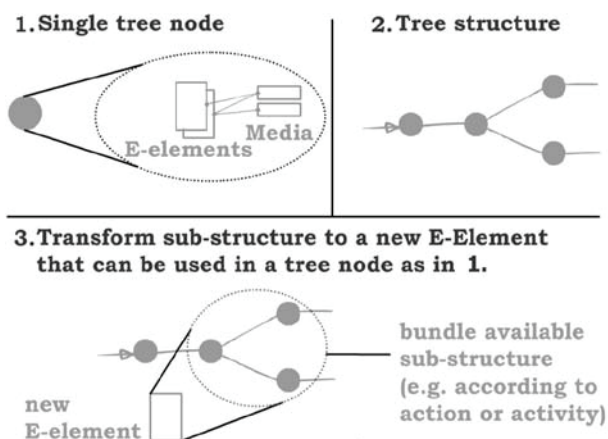 1. Single tree node
E-elements
Media
2. Tree structure
3. Transform sub-structure to a new E-Element
that can be used in a tree node as in 1.
bundle available
sub-structure
(e.g. according to
action or activity)
new
E-element